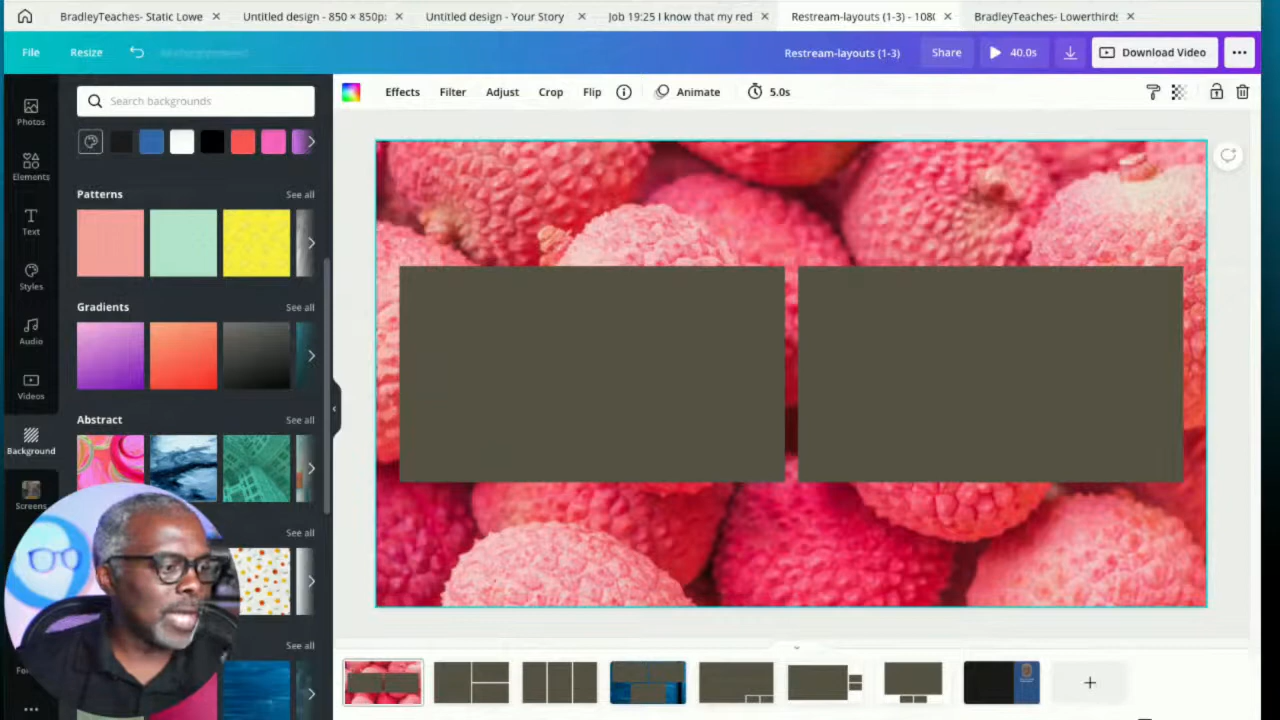 BradleyTeaches- Static Lowe
Untitled design - 850 × 850p:
Untitled design - Your Story
Job 19:25 I know that my red
Restream-layouts (1-3) - 108(
BradleyTeaches- Lowerthirds
File
Resize
Restream-layouts (1-3)
Share
40.0s
Download Video
Search backgrounds
Effects
Filter
Adjust
Crop
Flip
Animate
5.0s
Photos
Elements
Text
Styles
Audio
Videos
Background
Screens
Patterns
See all
Gradients
See all
Abstract
See all
See all
See all